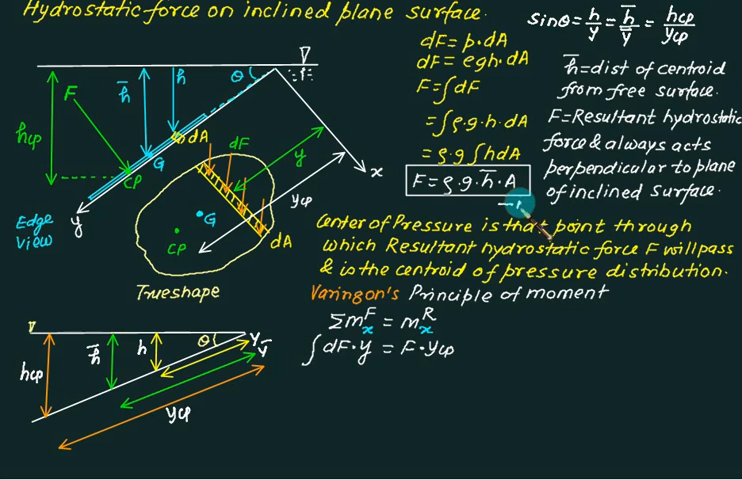 Hydrostatic force on inclined plane surface.
dF = p·dA
dF = ρgh·dA
F = ∫dF
= ∫ρ·g·h·dA
= ρ·g∫hdA
F = ρ·g·h̅·A
sinθ = h/y = h̅/y̅ = hcp/ycp
h̅ = dist of centroid
from free surface.
F = Resultant hydrostatic
force & always acts
perpendicular to plane
of inclined surface.
Center of Pressure is that point through
which Resultant hydrostatic force F will pass
& is the centroid of pressure distribution.
Varingon's Principle of moment
ΣmxF = mxR
∫dF·y = F·ycp
hcp
F
h̅
h
θ
dA
G
CP
y
x
Edge
View
dF
y
ycp
G
CP
dA
Trueshape
hcp
h̅
h
θ
y
y̅
ycp